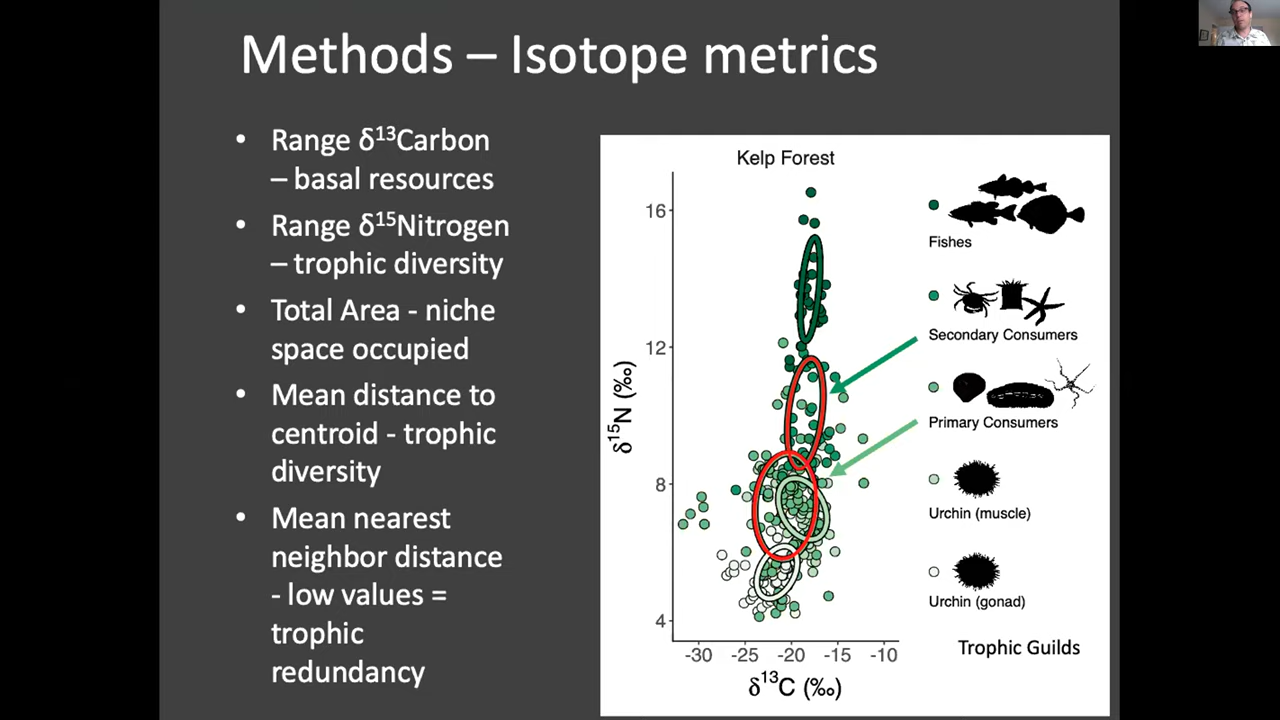 Methods – Isotope metrics
• Range δ¹³Carbon
– basal resources
• Range δ¹⁵Nitrogen
– trophic diversity
• Total Area - niche
space occupied
• Mean distance to
centroid - trophic
diversity
• Mean nearest
neighbor distance
- low values =
trophic
redundancy
Kelp Forest
16
12
8
4
δ¹⁵N (‰)
-30 -25 -20 -15 -10
δ¹³C (‰)
Fishes
Secondary Consumers
Primary Consumers
Urchin (muscle)
Urchin (gonad)
Trophic Guilds